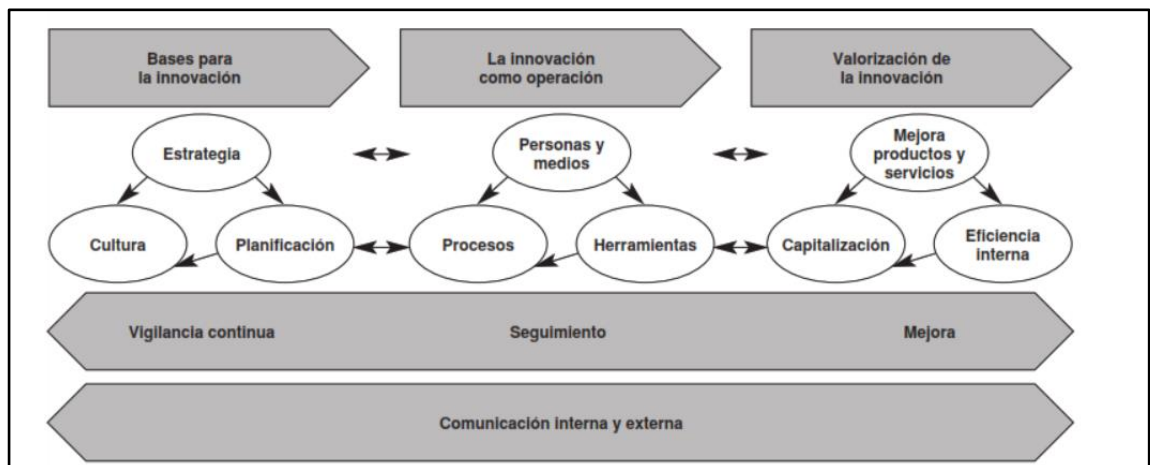 Bases para
la innovación
La innovación
como operación
Valorización de
la innovación
Estrategia
Personas y
medios
Mejora
productos y
servicios
Cultura
Planificación
Procesos
Herramientas
Capitalización
Eficiencia
interna
Vigilancia continua
Seguimiento
Mejora
Comunicación interna y externa